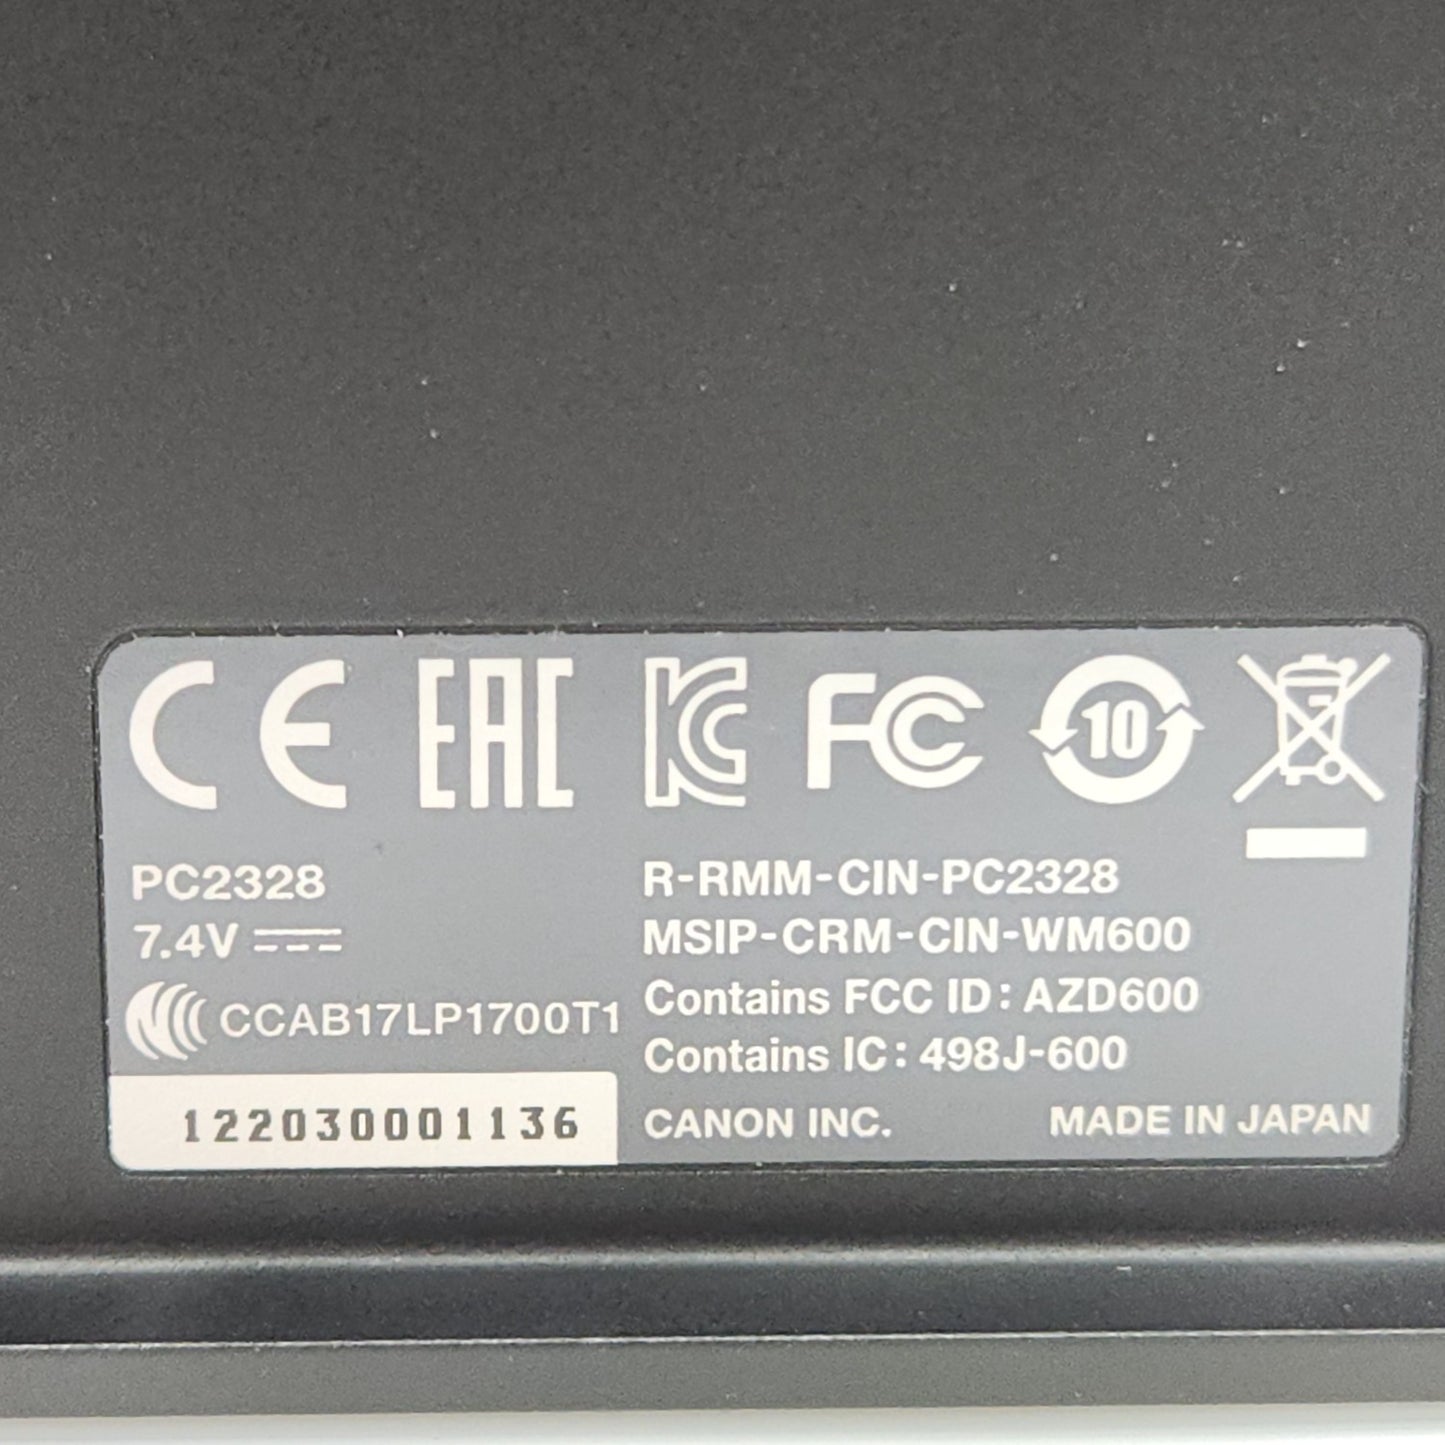 CE EAC KC FC 10
PC2328
7.4V
CCAB17LP1700T1
122030001136
R-RMM-CIN-PC2328
MSIP-CRM-CIN-WM600
Contains FCC ID: AZD600
Contains IC: 498J-600
CANON INC. MADE IN JAPAN